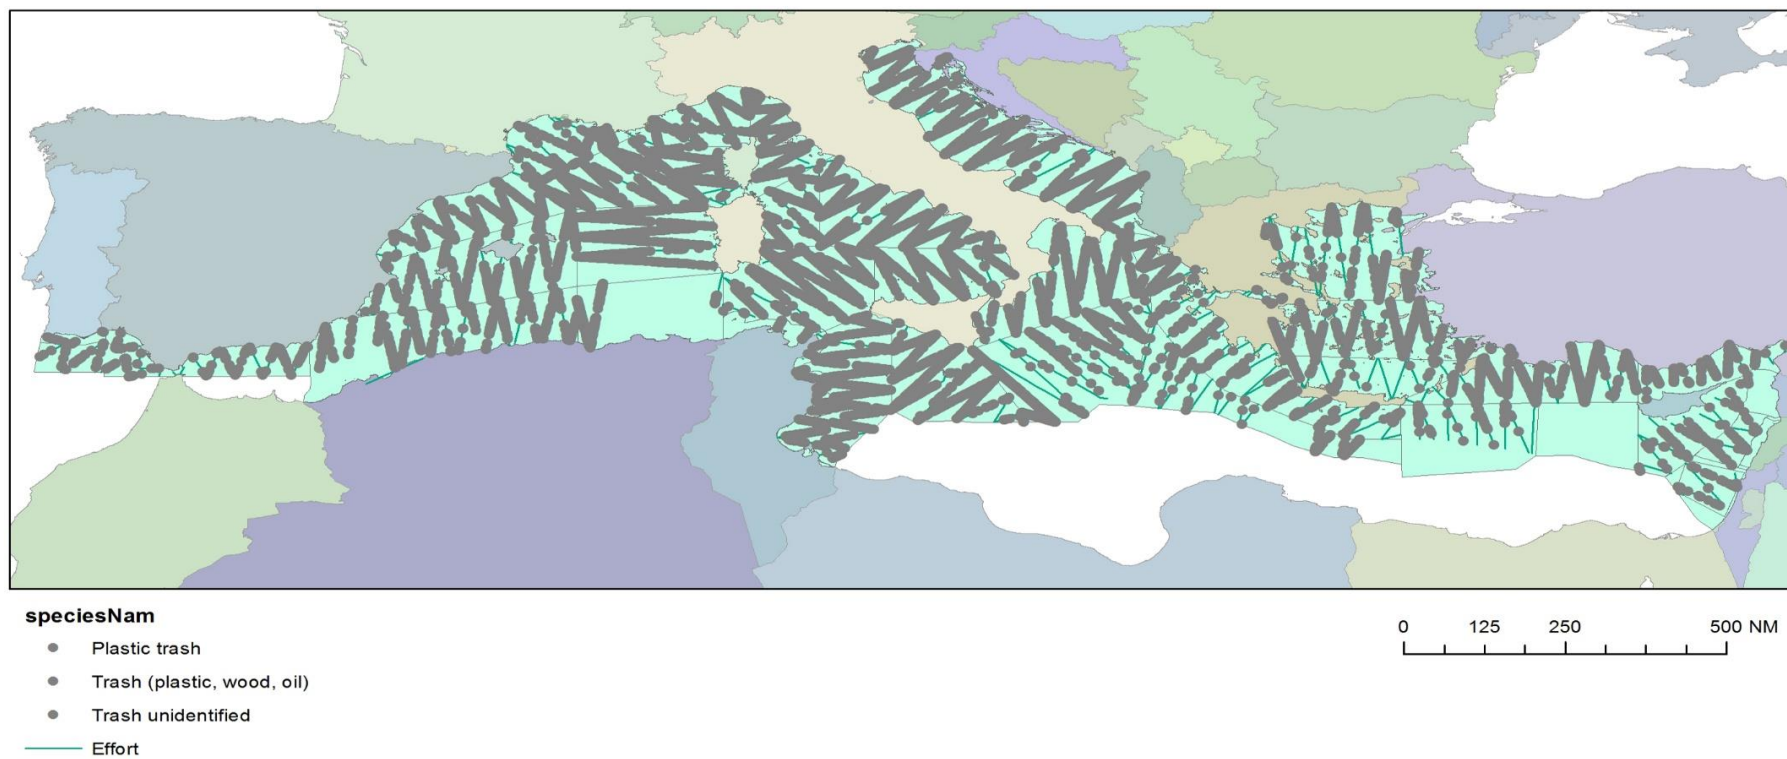 speciesNam
Plastic trash
Trash (plastic, wood, oil)
Trash unidentified
Effort
0 125 250 500 NM